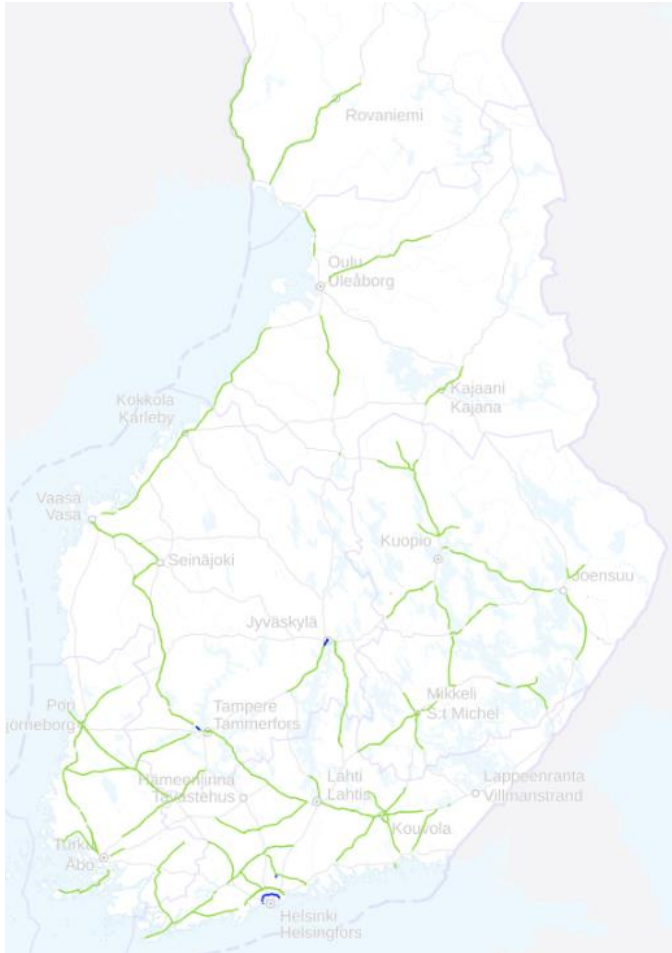 Rovaniemi
Oulu
Uleåborg
Kajaani
Kajana
Kokkola
Karleby
Vaasa
Vasa
Seinäjoki
Kuopio
Joensuu
Jyväskylä
Mikkeli
S:t Michel
Pori
jörneborg
Tampere
Tammerfors
Hämeenlinna
Tavastehus
Lahti
Lahtis
Lappeenranta
Villmanstrand
Kouvola
Turku
Åbo
Helsinki
Helsingfors